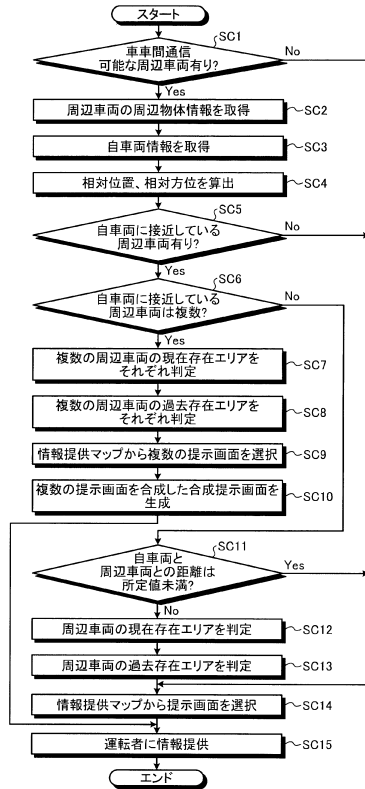 スタート
SC1
車車間通信
可能な周辺車両有り?
No
Yes
周辺車両の周辺物体情報を取得
SC2
自車両情報を取得
SC3
相対位置、相対方位を算出
SC4
SC5
自車両に接近している
周辺車両有り?
No
Yes
SC6
自車両に接近している
周辺車両は複数?
No
Yes
複数の周辺車両の現在存在エリアを
それぞれ判定
SC7
複数の周辺車両の過去存在エリアを
それぞれ判定
SC8
情報提供マップから複数の提示画面を選択
SC9
複数の提示画面を合成した合成提示画面を
生成
SC10
SC11
自車両と
周辺車両との距離は
所定値未満?
Yes
No
周辺車両の現在存在エリアを判定
SC12
周辺車両の過去存在エリアを判定
SC13
情報提供マップから提示画面を選択
SC14
運転者に情報提供
SC15
エンド